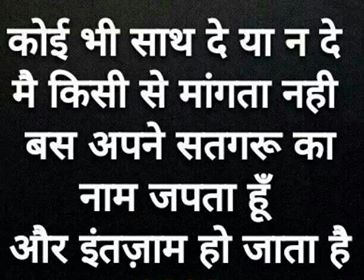 कोई भी साथ दे या न दे
मै किसी से मांगता नही
बस अपने सतगरू का
नाम जपता हूँ
और इंतज़ाम हो जाता है